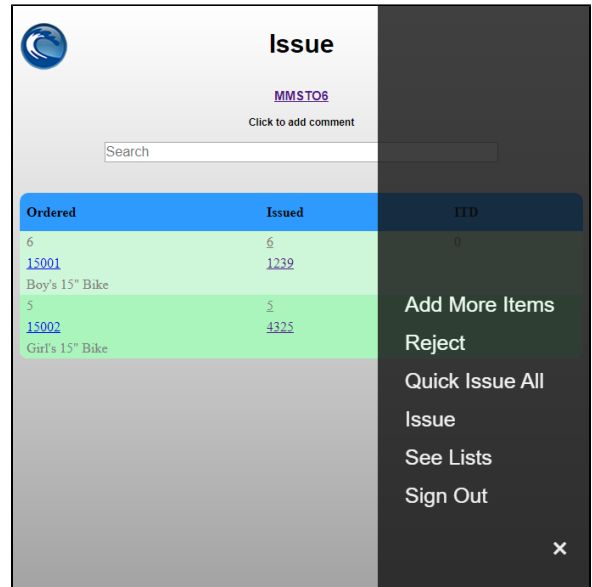 Issue
MMSTO6
Click to add comment
Search
Ordered Issued ITD
6 6 0
15001 1239
Boy's 15" Bike
5 5
15002 4325
Girl's 15" Bike
Add More Items
Reject
Quick Issue All
Issue
See Lists
Sign Out
×